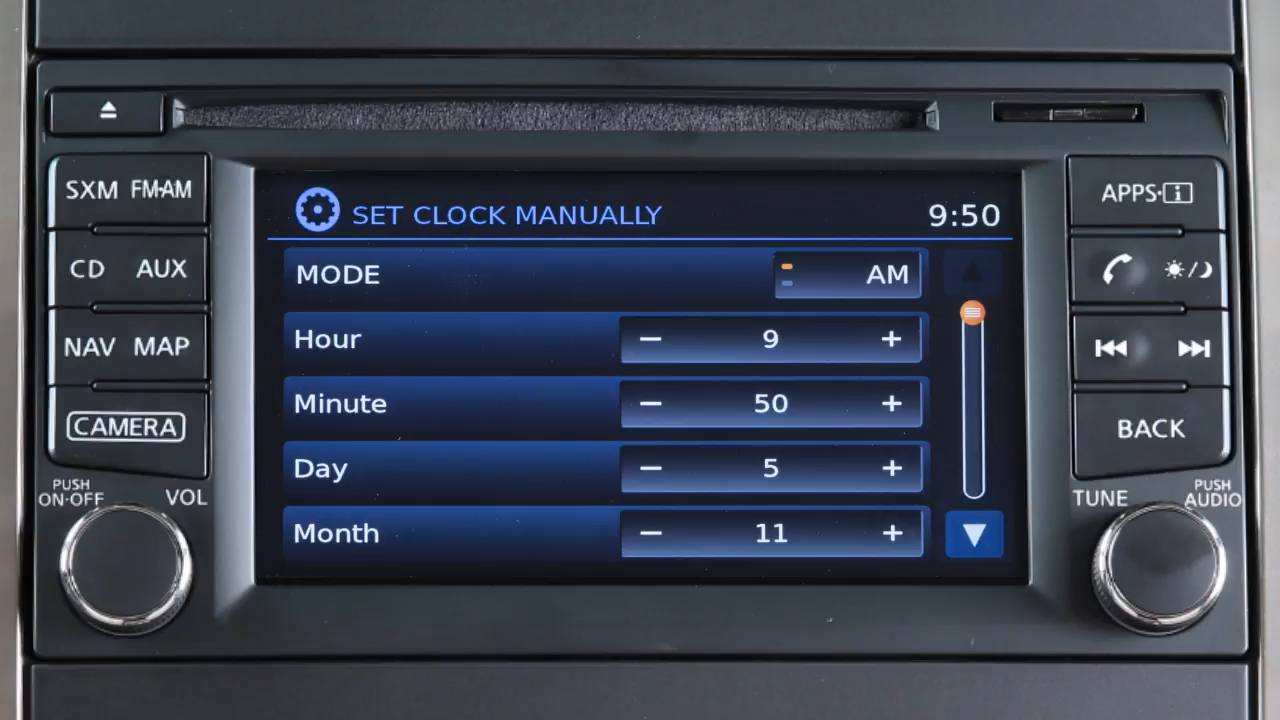 SXM FM·AM
CD AUX
NAV MAP
CAMERA
PUSH
ON·OFF VOL
SET CLOCK MANUALLY 9:50
MODE AM
Hour − 9 +
Minute − 50 +
Day − 5 +
Month − 11 +
APPS·i
BACK
TUNE PUSH
AUDIO